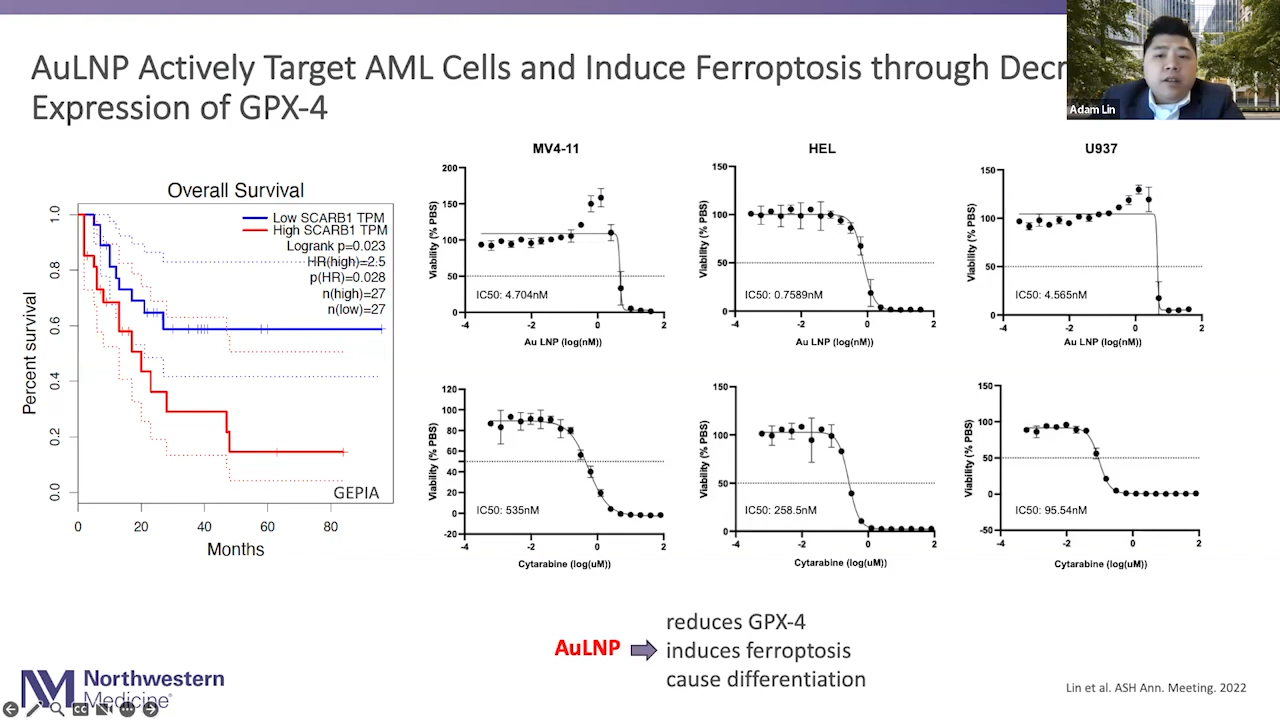 AuLNP Actively Target AML Cells and Induce Ferroptosis through Decr
Expression of GPX-4
Adam Lin
Overall Survival
Low SCARB1 TPM
High SCARB1 TPM
Logrank p=0.023
HR(high)=2.5
p(HR)=0.028
n(high)=27
n(low)=27
GEPIA
Percent survival
1.0
0.8
0.6
0.4
0.2
0.0
0 20 40 60 80
Months
MV4-11
Viability (% PBS)
200
150
100
50
0
IC50: 4.704nM
-4 -2 0 2
Au LNP (log(nM))
HEL
Viability (% PBS)
150
100
50
0
IC50: 0.7589nM
-4 -2 0 2
Au LNP (log(nM))
U937
Viability (% PBS)
150
100
50
0
IC50: 4.565nM
-4 -2 0 2
Au LNP (log(nM))
Viability (% PBS)
120
100
80
60
40
20
0
-20
IC50: 535nM
-4 -2 0 2
Cytarabine (log(uM))
Viability (% PBS)
150
100
50
0
IC50: 258.5nM
-4 -2 0 2
Cytarabine (log(uM))
Viability (% PBS)
150
100
50
0
-50
IC50: 95.54nM
-4 -2 0 2
Cytarabine (log(uM))
AuLNP
reduces GPX-4
induces ferroptosis
cause differentiation
Northwestern
Medicine®
CC
Lin et al. ASH Ann. Meeting. 2022